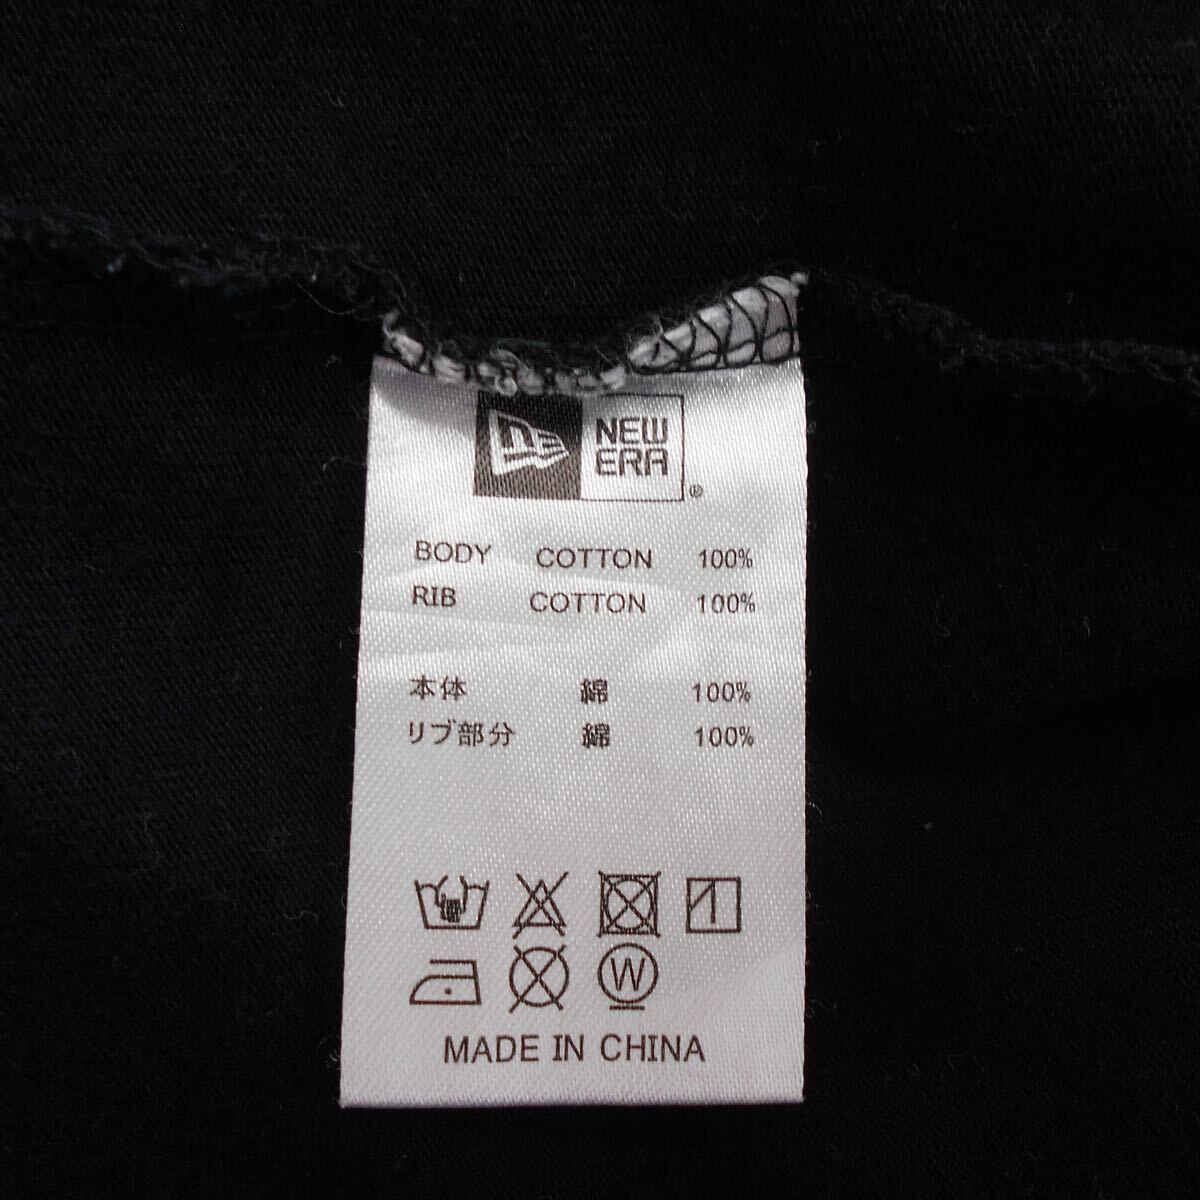 NEW
ERA
®
BODY COTTON 100%
RIB COTTON 100%
本体 綿 100%
リブ部分 綿 100%
W
MADE IN CHINA